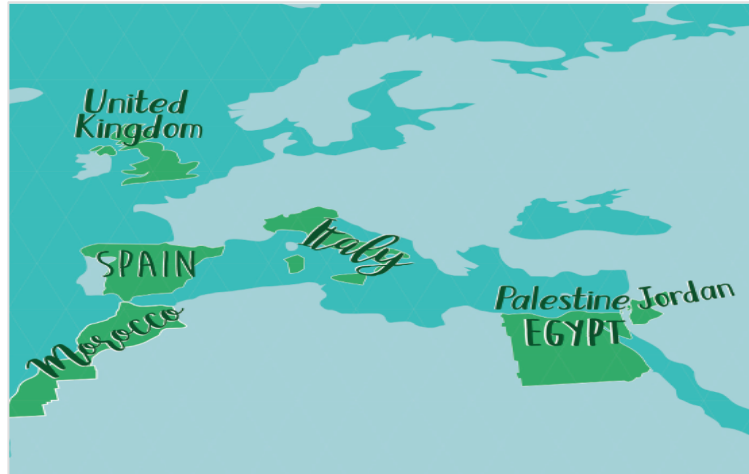 United
Kingdom
Italy
SPAIN
Palestine Jordan
Morocco
EGYPT